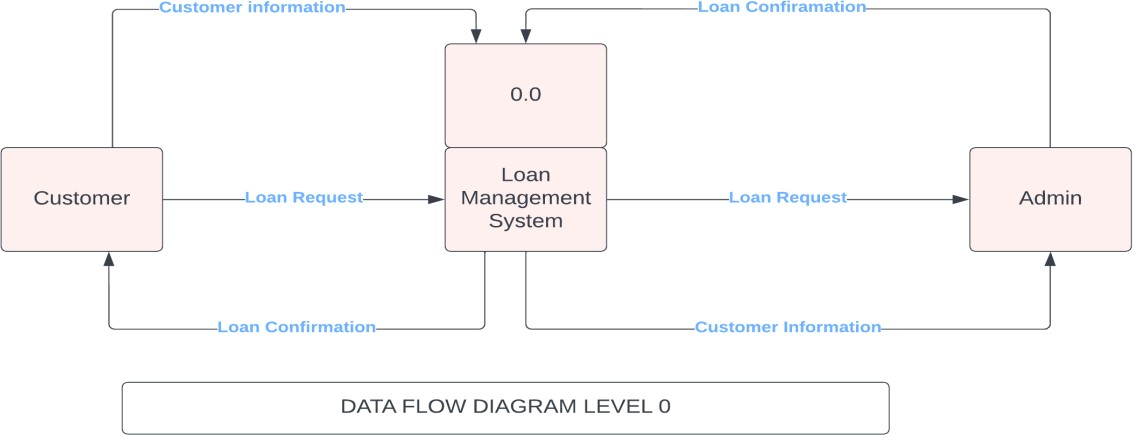 Customer information
Loan Confiramation
0.0
Customer
Loan Request
Loan
Management
System
Loan Request
Admin
Loan Confirmation
Customer Information
DATA FLOW DIAGRAM LEVEL 0